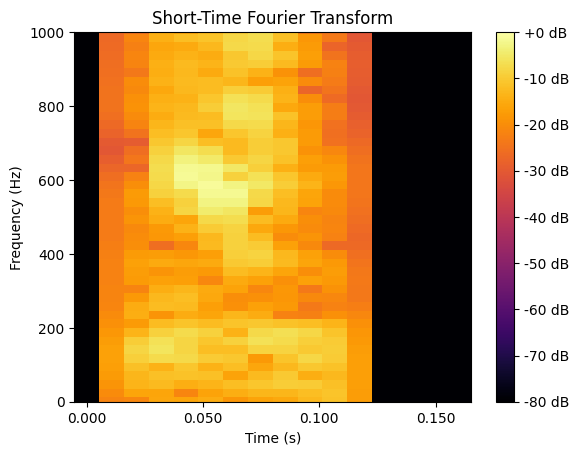 Short-Time Fourier Transform
1000
800
600
400
200
0
Frequency (Hz)
0.000
0.050
0.100
0.150
Time (s)
+0 dB
-10 dB
-20 dB
-30 dB
-40 dB
-50 dB
-60 dB
-70 dB
-80 dB